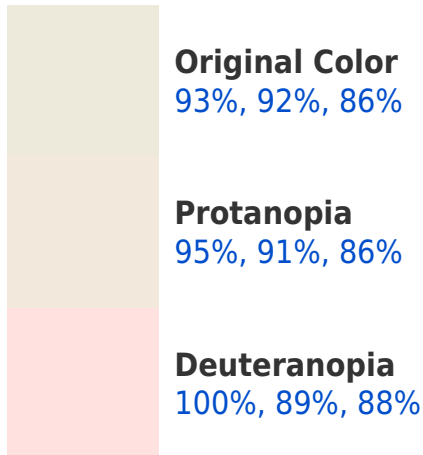 Original Color
93%, 92%, 86%
Protanopia
95%, 91%, 86%
Deuteranopia
100%, 89%, 88%